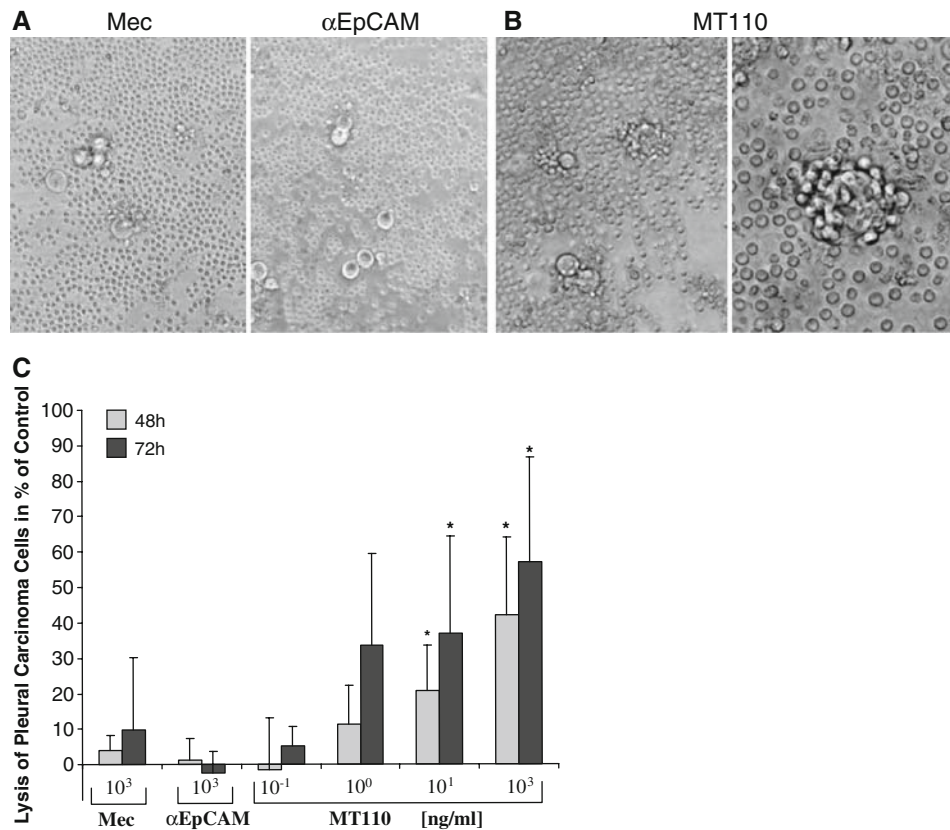 A Mec αEpCAM B MT110
C
Lysis of Pleural Carcinoma Cells in % of Control
100
90
80
70
60
50
40
30
20
10
0
48h
72h
*
*
*
*
10³ 10³ 10⁻¹ 10⁰ 10¹ 10³
Mec αEpCAM MT110 [ng/ml]